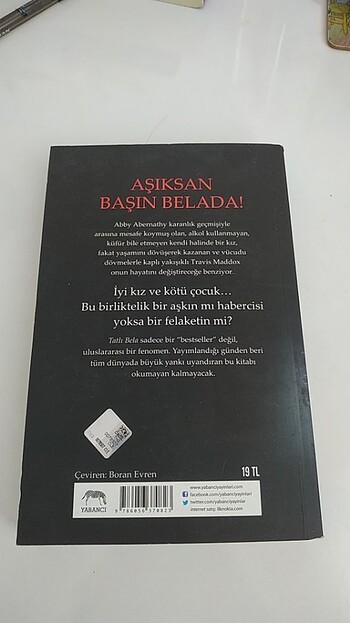 AŞIKSAN
BAŞIN BELADA!
Abby Abernathy karanlık geçmişiyle
arasına mesafe koymuş olan, alkol kullanmayan,
küfür bile etmeyen kendi halinde bir kız,
fakat yaşamını dövüşerek kazanan ve vücudu
dövmelerle kaplı yakışıklı Travis Maddox
onun hayatını değiştireceğe benziyor.
İyi kız ve kötü çocuk...
Bu birliktelik bir aşkın mı habercisi
yoksa bir felaketin mi?
Tatlı Bela sadece bir "bestseller" değil,
uluslararası bir fenomen. Yayımlandığı günden beri
tüm dünyada büyük yankı uyandıran bu kitabı
okumayan kalmayacak.
Çeviren: Boran Evren
19 TL
YABANCI
www.yabanciyayinlari.com
facebook.com/yabanciyayinlari
twitter.com/yabanciyayinlar
internet satış: ilknokta.com
9 786056 370823